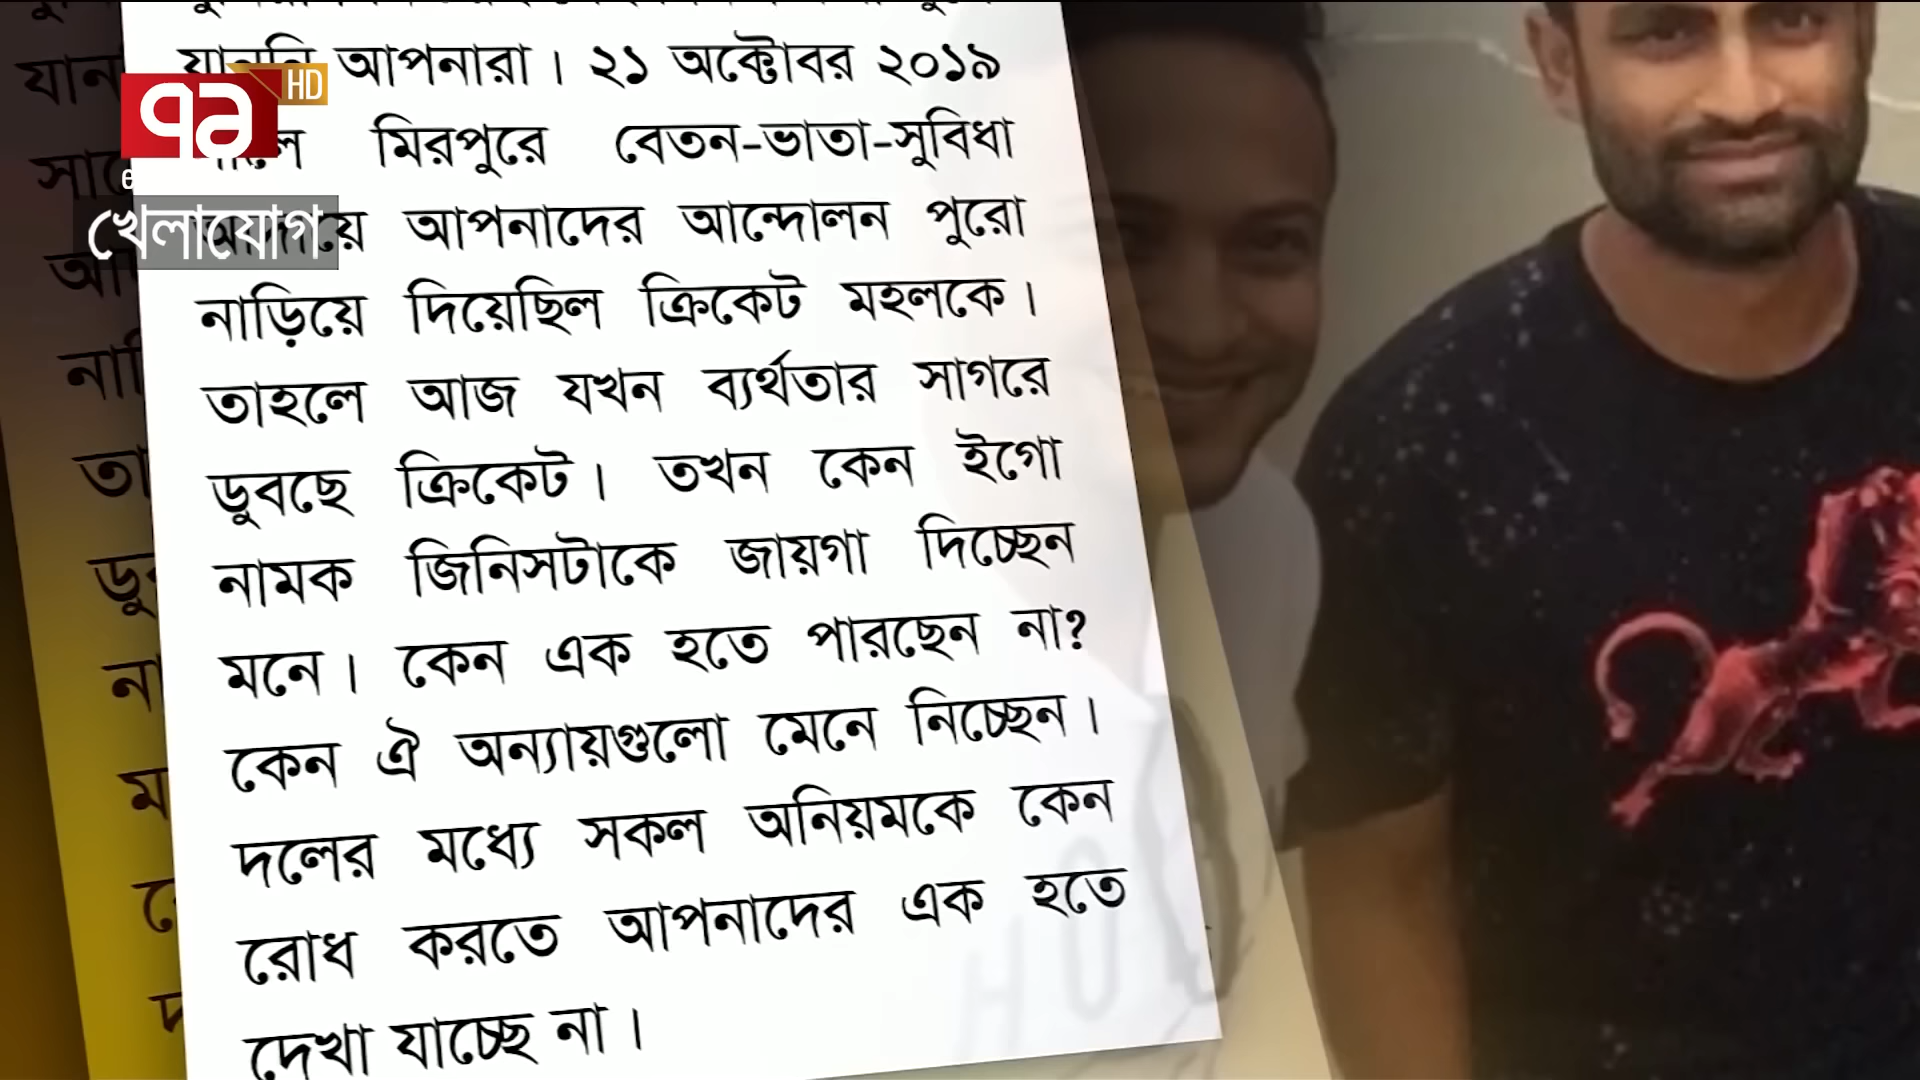 আপনারা। ২১ অক্টোবর ২০১৯
মিরপুরে বেতন-ভাতা-সুবিধা
আপনাদের আন্দোলন পুরো
নাড়িয়ে দিয়েছিল ক্রিকেট মহলকে।
তাহলে আজ যখন ব্যর্থতার সাগরে
ডুবছে ক্রিকেট। তখন কেন ইগো
নামক জিনিসটাকে জায়গা দিচ্ছেন
মনে। কেন এক হতে পারছেন না?
কেন ঐ অন্যায়গুলো মেনে নিচ্ছেন।
দলের মধ্যে সকল অনিয়মকে কেন
রোধ করতে আপনাদের এক হতে
দেখা যাচ্ছে না।
৭১ HD
খেলাযোগ